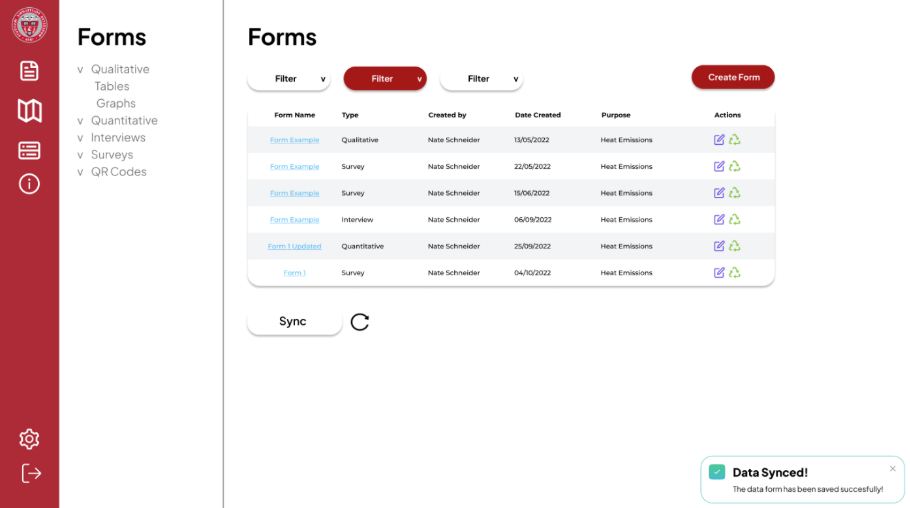 Forms
v Qualitative
Tables
Graphs
v Quantitative
v Interviews
v Surveys
v QR Codes
Forms
Filter v Filter v Filter v Create Form
Form Name Type Created by Date Created Purpose Actions
Form Example Qualitative Nate Schneider 13/05/2022 Heat Emissions
Form Example Survey Nate Schneider 22/05/2022 Heat Emissions
Form Example Survey Nate Schneider 15/06/2022 Heat Emissions
Form Example Interview Nate Schneider 06/09/2022 Heat Emissions
Form 1 Updated Quantitative Nate Schneider 25/09/2022 Heat Emissions
Form 1 Survey Nate Schneider 04/10/2022 Heat Emissions
Sync
Data Synced!
The data form has been saved succesfully!